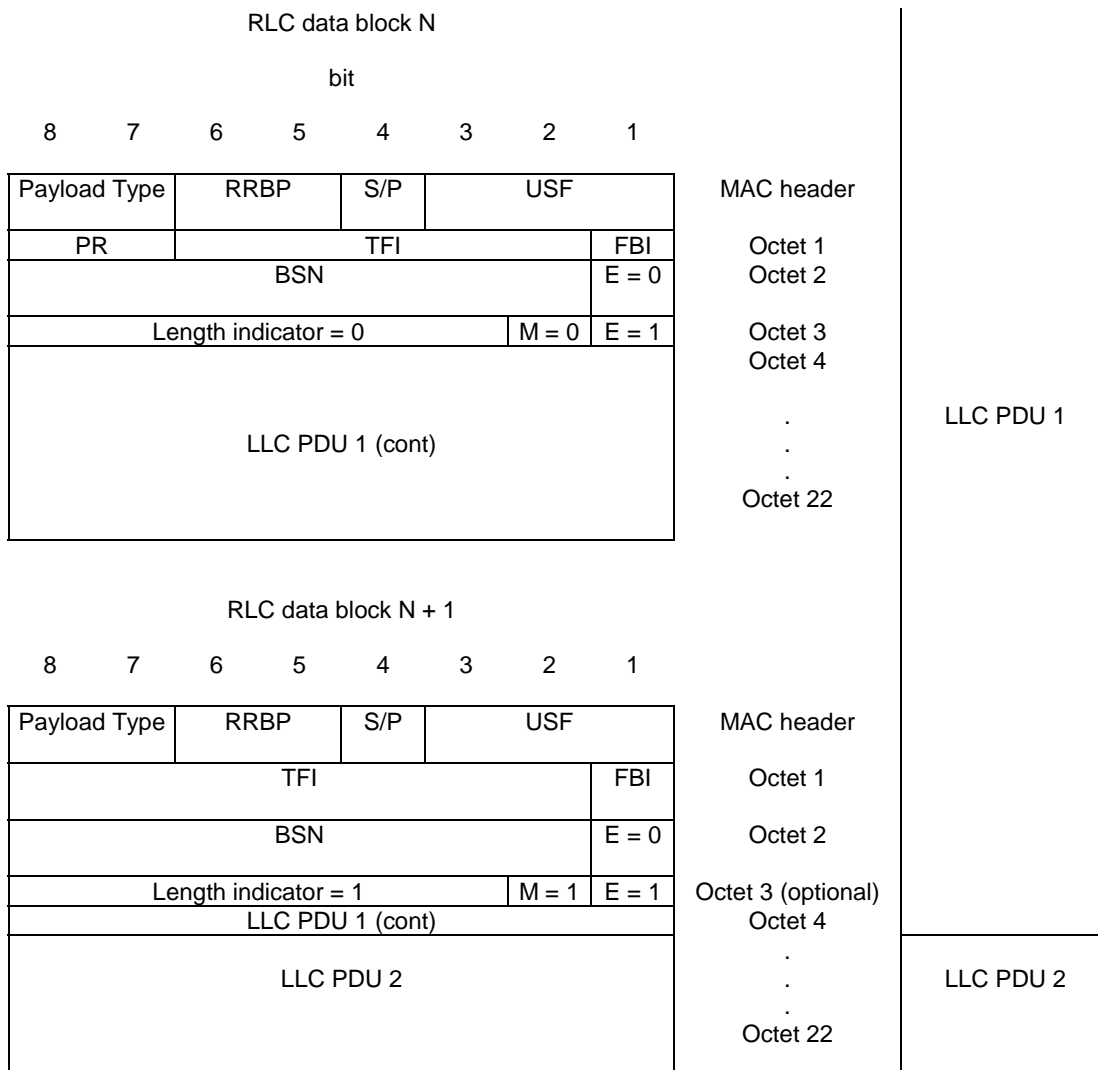 RLC data block N
bit
8 7 6 5 4 3 2 1
Payload Type RRBP S/P USF MAC header
PR TFI FBI Octet 1
BSN E = 0 Octet 2
Length indicator = 0 M = 0 E = 1 Octet 3
Octet 4
.
LLC PDU 1 (cont) . LLC PDU 1
.
Octet 22
RLC data block N + 1
8 7 6 5 4 3 2 1
Payload Type RRBP S/P USF MAC header
TFI FBI Octet 1
BSN E = 0 Octet 2
Length indicator = 1 M = 1 E = 1 Octet 3 (optional)
LLC PDU 1 (cont) Octet 4
.
LLC PDU 2 . LLC PDU 2
.
Octet 22